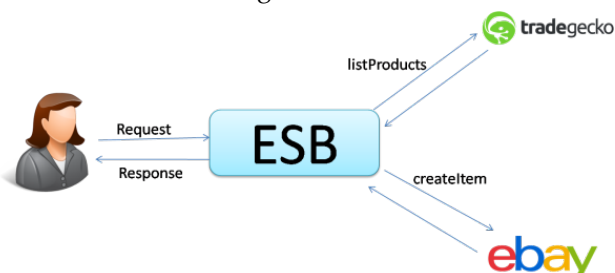 tradegecko
listProducts
Request
ESB
Response
createItem
ebay